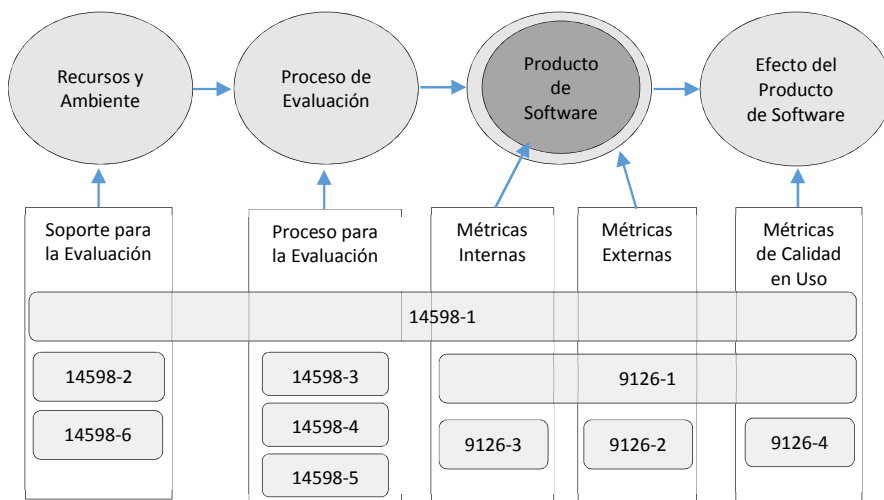 Recursos y
Ambiente
Proceso de
Evaluación
Producto
de
Software
Efecto del
Producto
de Software
Soporte para
la Evaluación
Proceso para
la Evaluación
Métricas
Internas
Métricas
Externas
Métricas
de Calidad
en Uso
14598-1
14598-2
14598-3
9126-1
14598-6
14598-4
9126-3
9126-2
9126-4
14598-5